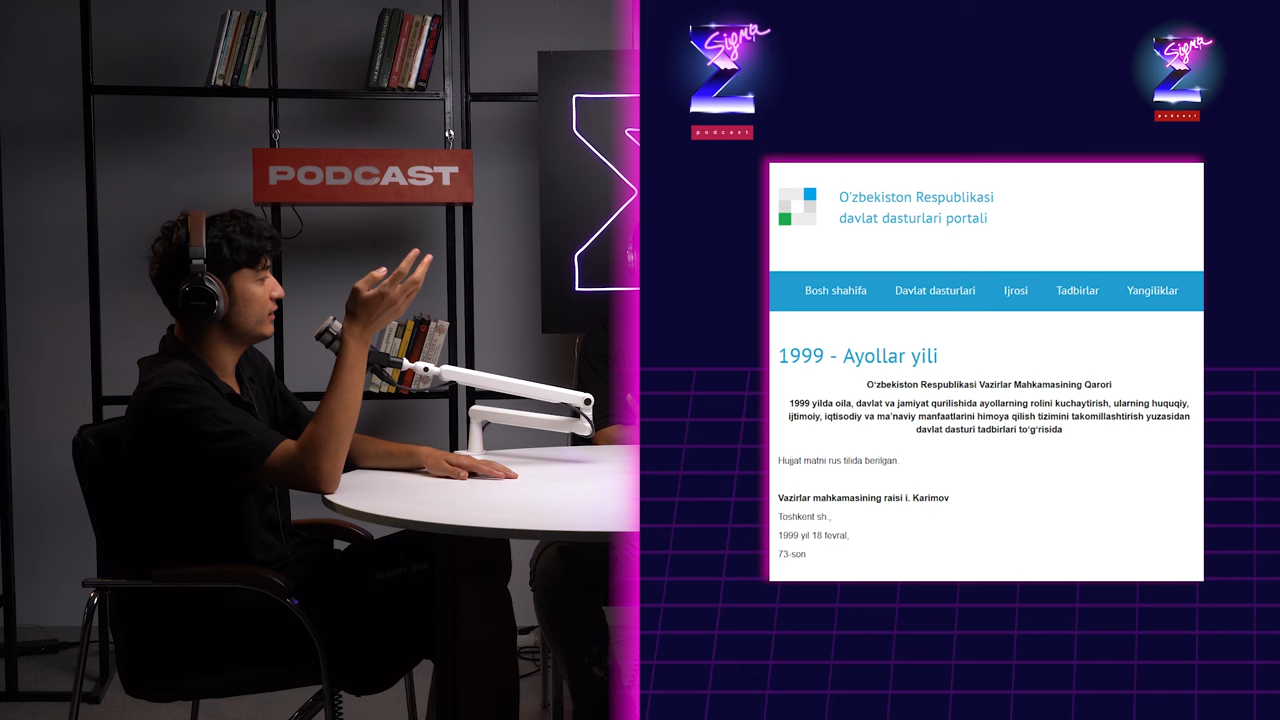 PODCAST
Sigma
podcast
Sigma
podcast
O'zbekiston Respublikasi
davlat dasturlari portali
Bosh shahifa Davlat dasturlari Ijrosi Tadbirlar Yangiliklar
1999 - Ayollar yili
O‘zbekiston Respublikasi Vazirlar Mahkamasining Qarori
1999 yilda oila, davlat va jamiyat qurilishida ayollarning rolini kuchaytirish, ularning huquqiy,
ijtimoiy, iqtisodiy va ma’naviy manfaatlarini himoya qilish tizimini takomillashtirish yuzasidan
davlat dasturi tadbirlari to‘g‘risida
Hujjat matni rus tilida berilgan.
Vazirlar mahkamasining raisi i. Karimov
Toshkent sh.,
1999 yil 18 fevral,
73-son